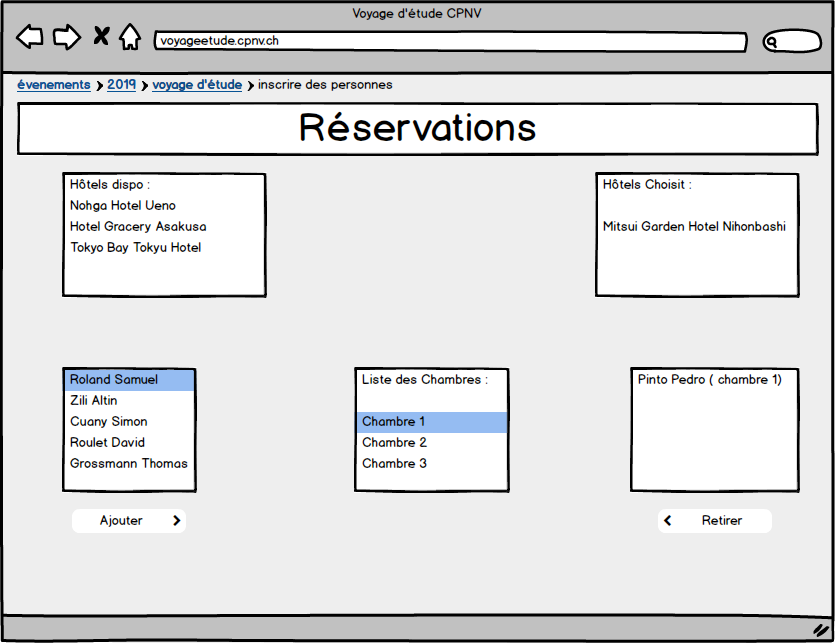 Voyage d'étude CPNV
voyageetude.cpnv.ch
évenements > 2019 > voyage d'étude > inscrire des personnes
Réservations
Hôtels dispo :
Nohga Hotel Ueno
Hotel Gracery Asakusa
Tokyo Bay Tokyu Hotel
Hôtels Choisit :
Mitsui Garden Hotel Nihonbashi
Roland Samuel
Zili Altin
Cuany Simon
Roulet David
Grossmann Thomas
Ajouter >
Liste des Chambres :
Chambre 1
Chambre 2
Chambre 3
Pinto Pedro ( chambre 1)
< Retirer